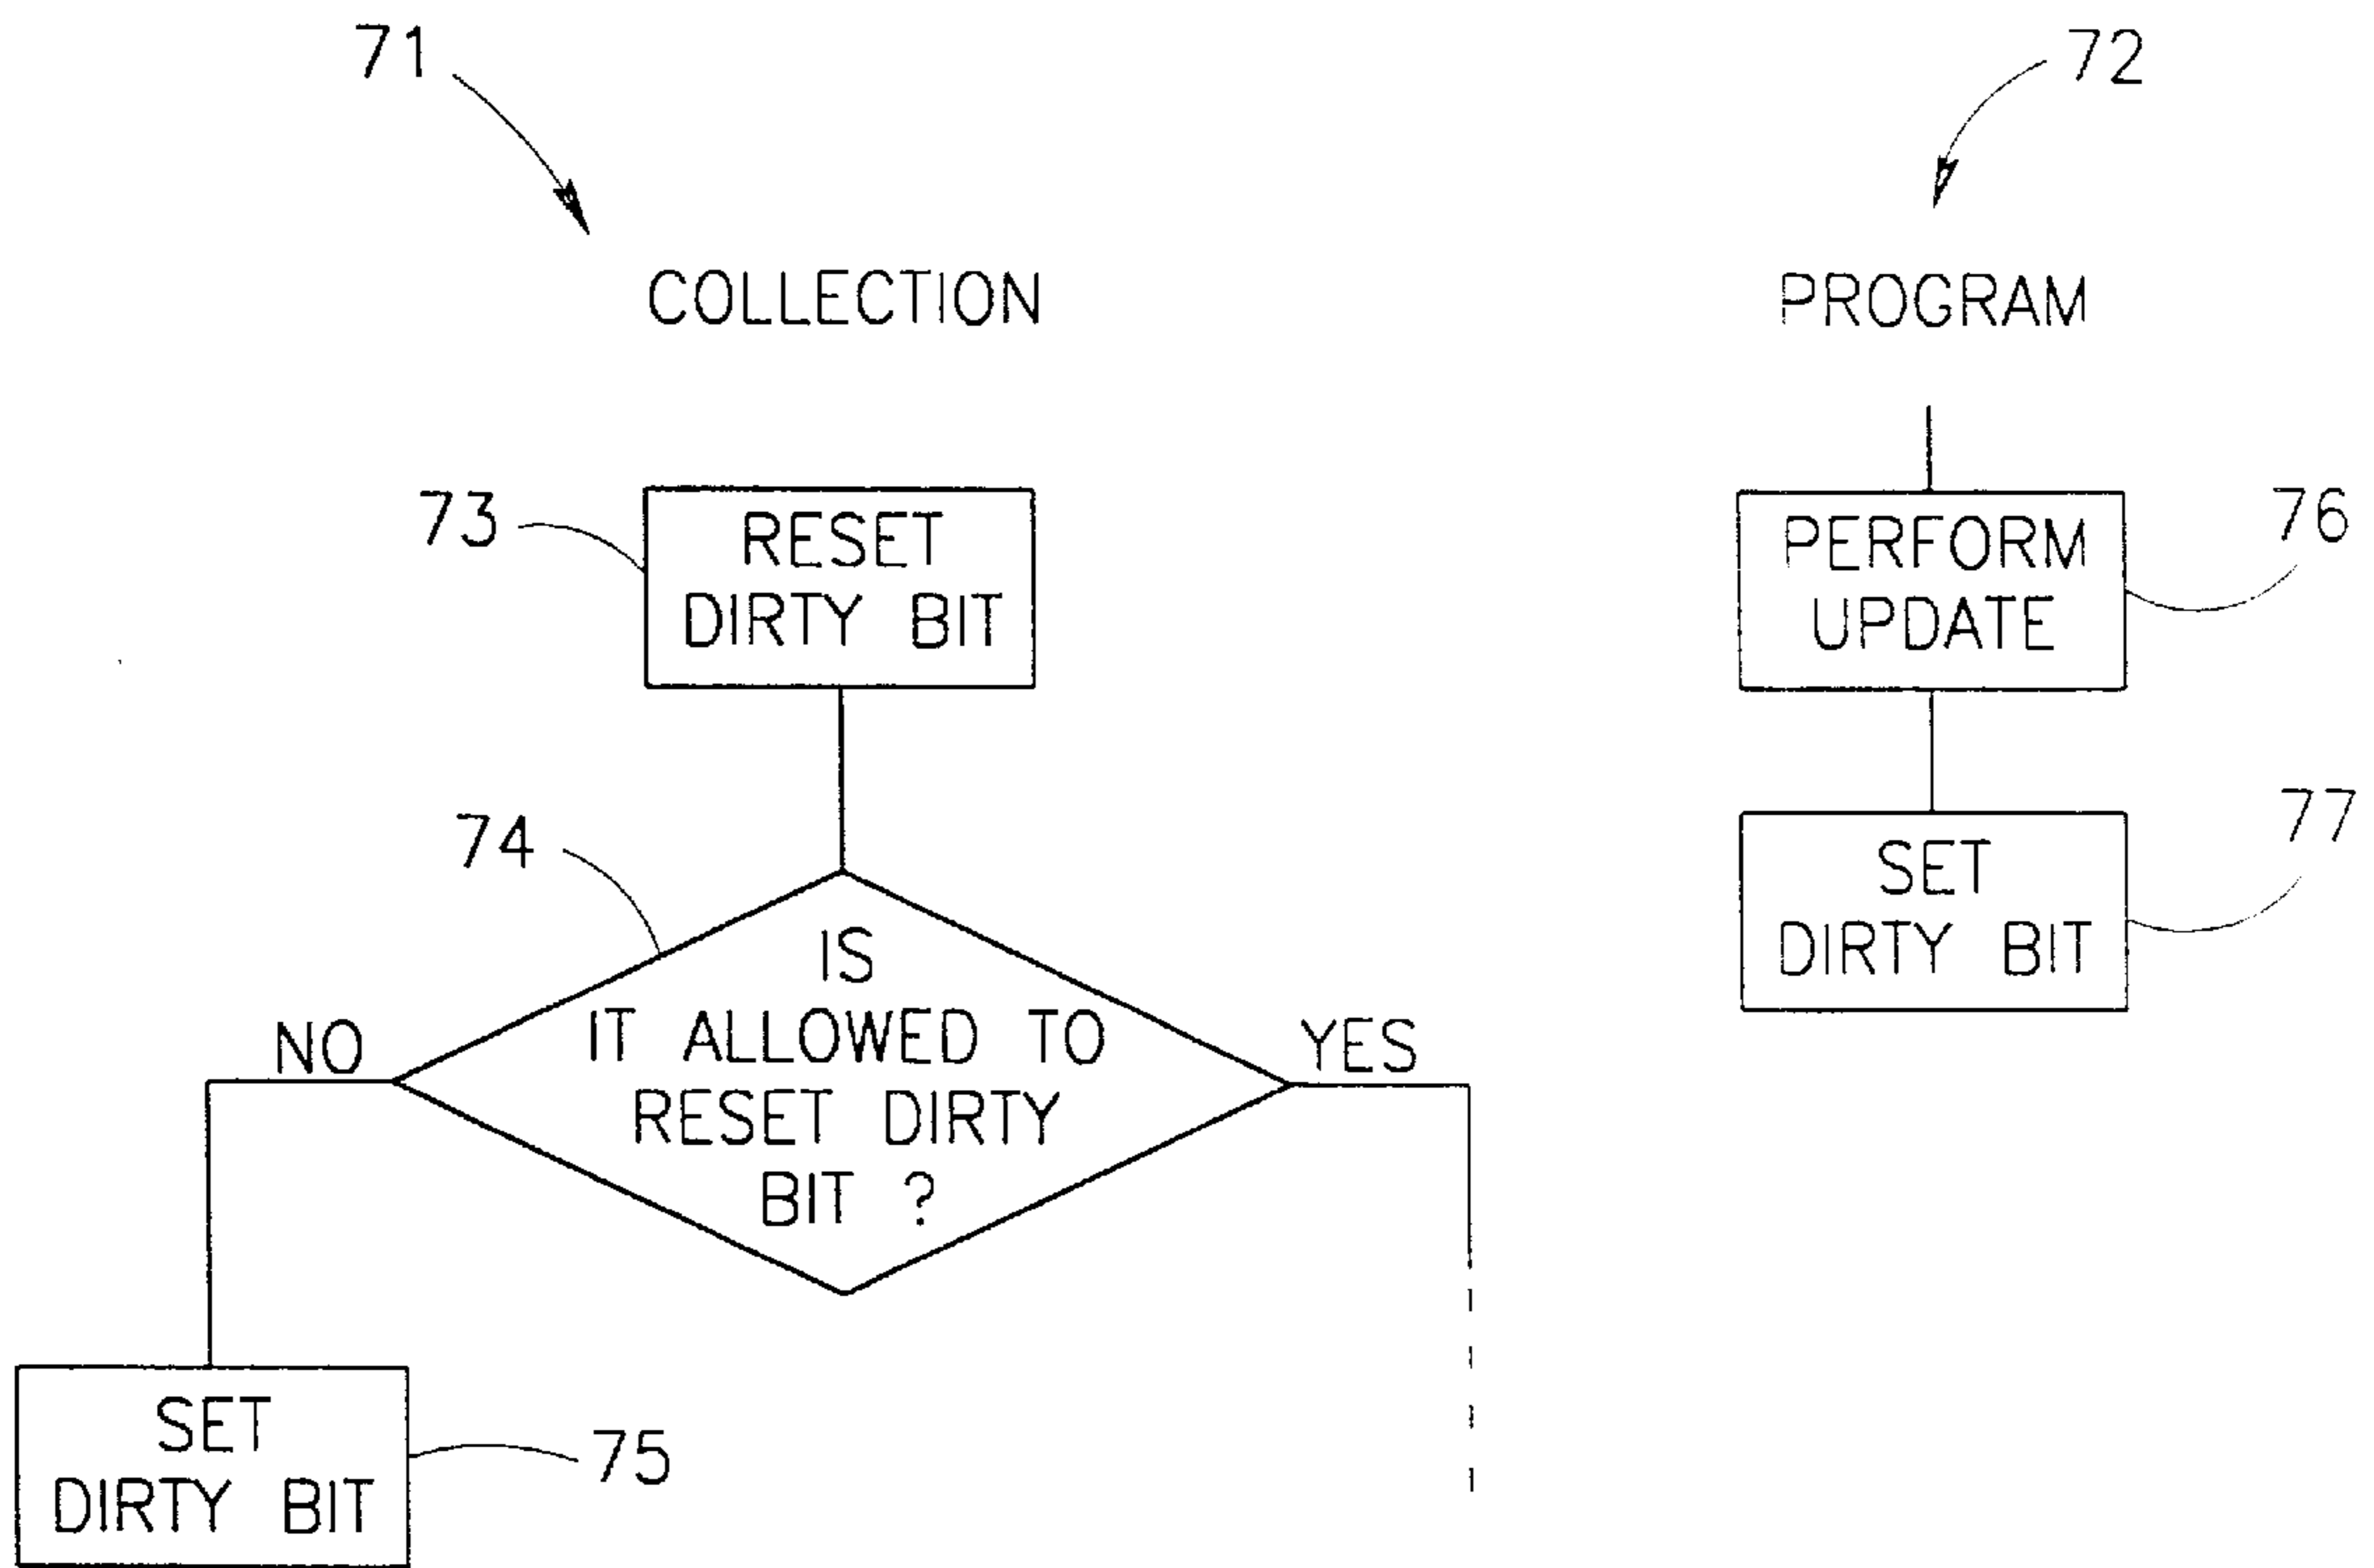 71
72
COLLECTION
PROGRAM
73
RESET
DIRTY BIT
PERFORM
UPDATE
76
74
SET
DIRTY BIT
77
IS
IT ALLOWED TO
RESET DIRTY
BIT ?
NO
YES
SET
DIRTY BIT
75